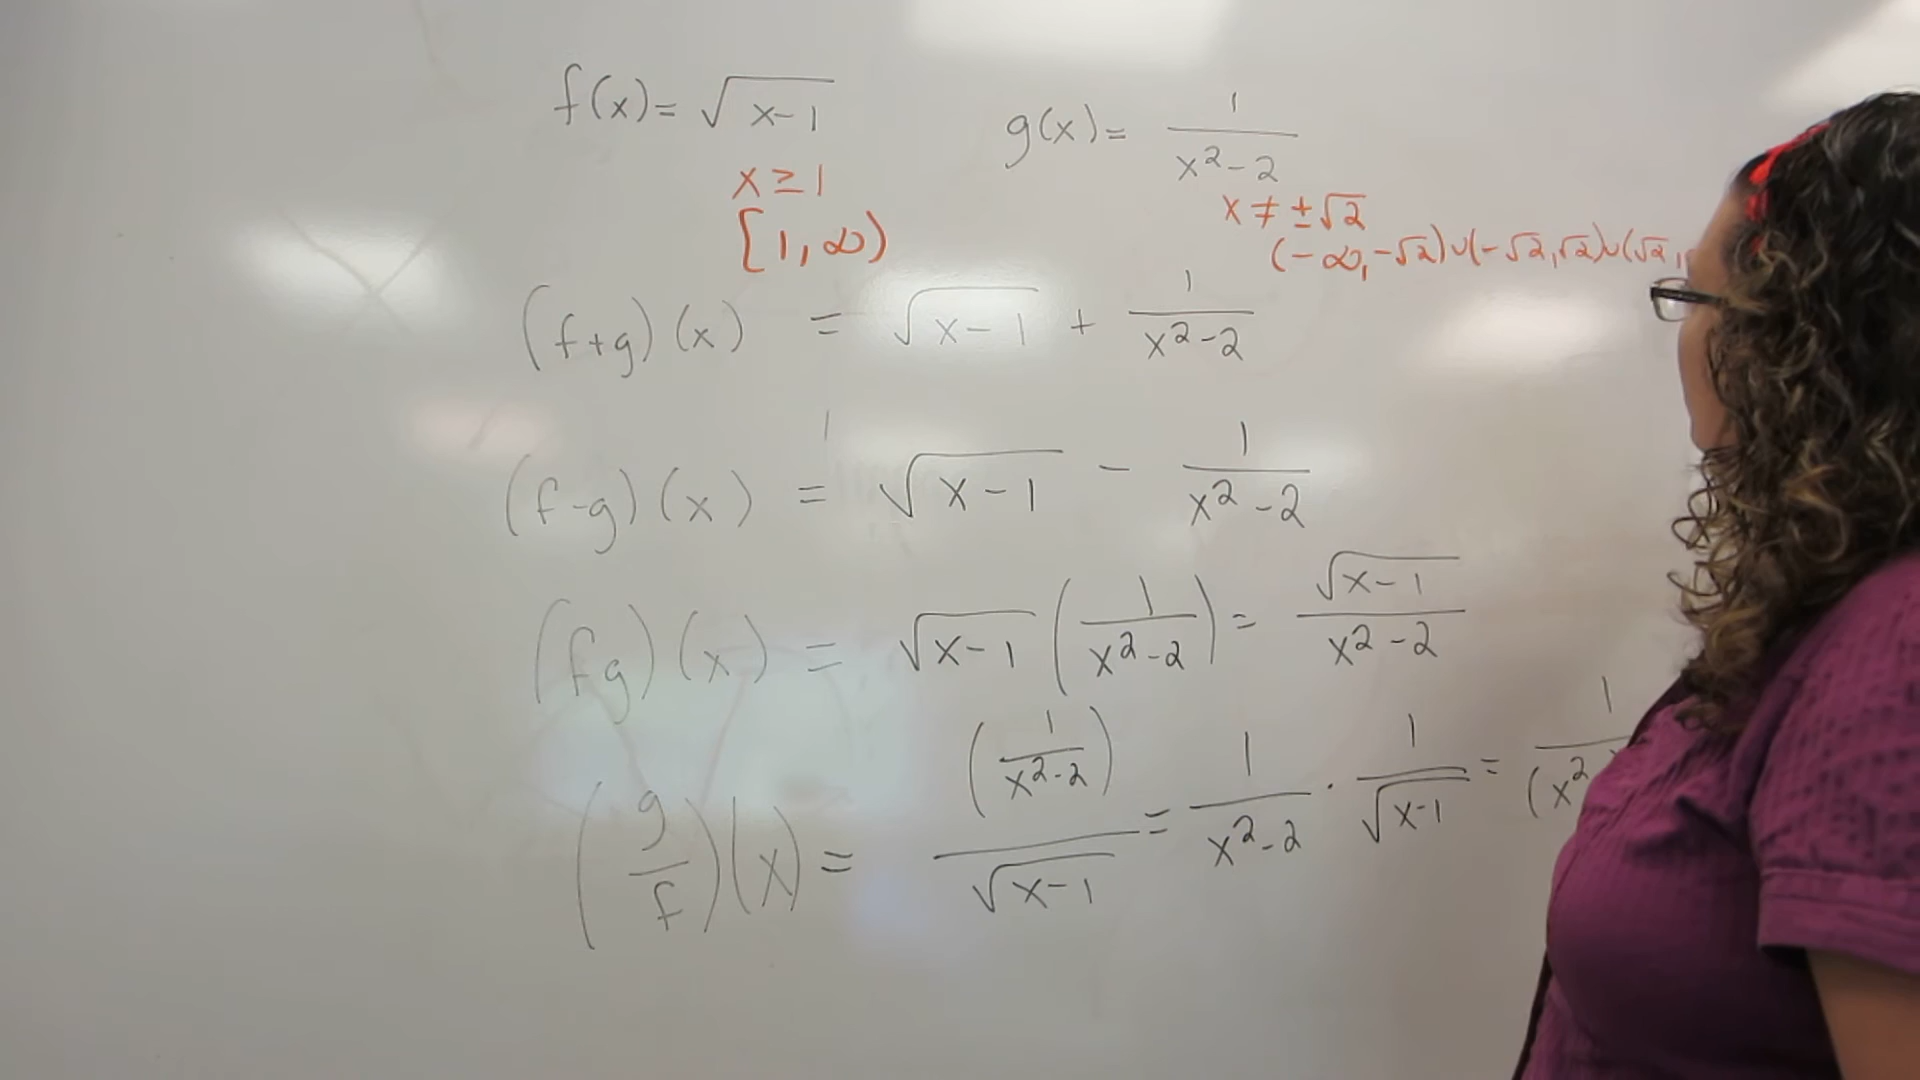 f(x) = √(x-1)    g(x) = 1/(x²-2)
x ≥ 1    x ≠ ±√2
[1, ∞)    (-∞, -√2)∪(-√2, √2)∪(√2,
(f+g)(x) = √(x-1) + 1/(x²-2)
(f-g)(x) = √(x-1) - 1/(x²-2)
(fg)(x) = √(x-1) (1/(x²-2)) = √(x-1)/(x²-2)
(g/f)(x) = (1/(x²-2))/√(x-1) = 1/(x²-2) · 1/√(x-1) = 1/(x²